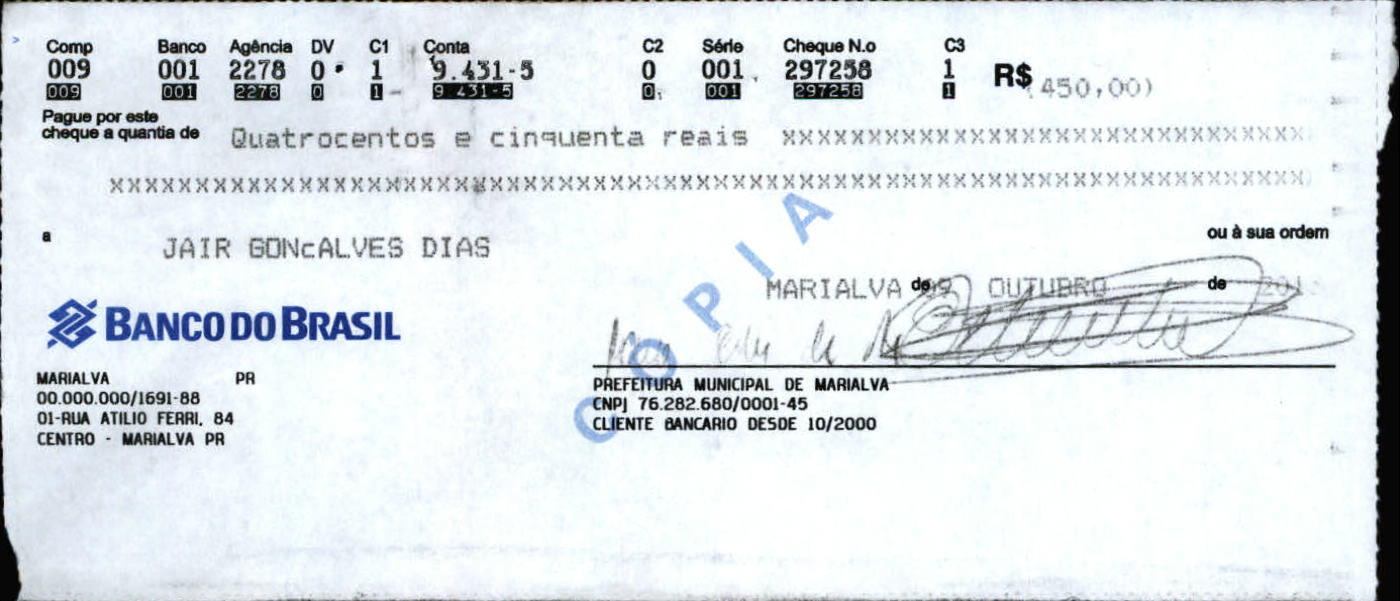 Comp Banco Agência DV C1 Conta C2 Série Cheque N.o C3
009 001 2278 0 1 9.431-5 0 001 297258 1 R$ (450,00)
009 001 2278 0 1 9.431-5 0 001 297258 1
Pague por este
cheque a quantia de Quatrocentos e cinquenta reais xxxxxxxxxxxxxxxxxxxxxxxxxxxxxxxxxxxxx
xxxxxxxxxxxxxxxxxxxxxxxxxxxxxxxxxxxxxxxxxxxxxxxxxxxxxxxxxxxxxxxxxxxxxxxxxxxxxxxxxxxx
a JAIR GONcALVES DIAS ou à sua ordem
MARIALVA de OUTUBRO de
COPIA
BANCO DO BRASIL
MARIALVA PR
00.000.000/1691-88
01-RUA ATILIO FERRI, 84
CENTRO - MARIALVA PR
PREFEITURA MUNICIPAL DE MARIALVA
CNPJ 76.282.680/0001-45
CLIENTE BANCARIO DESDE 10/2000